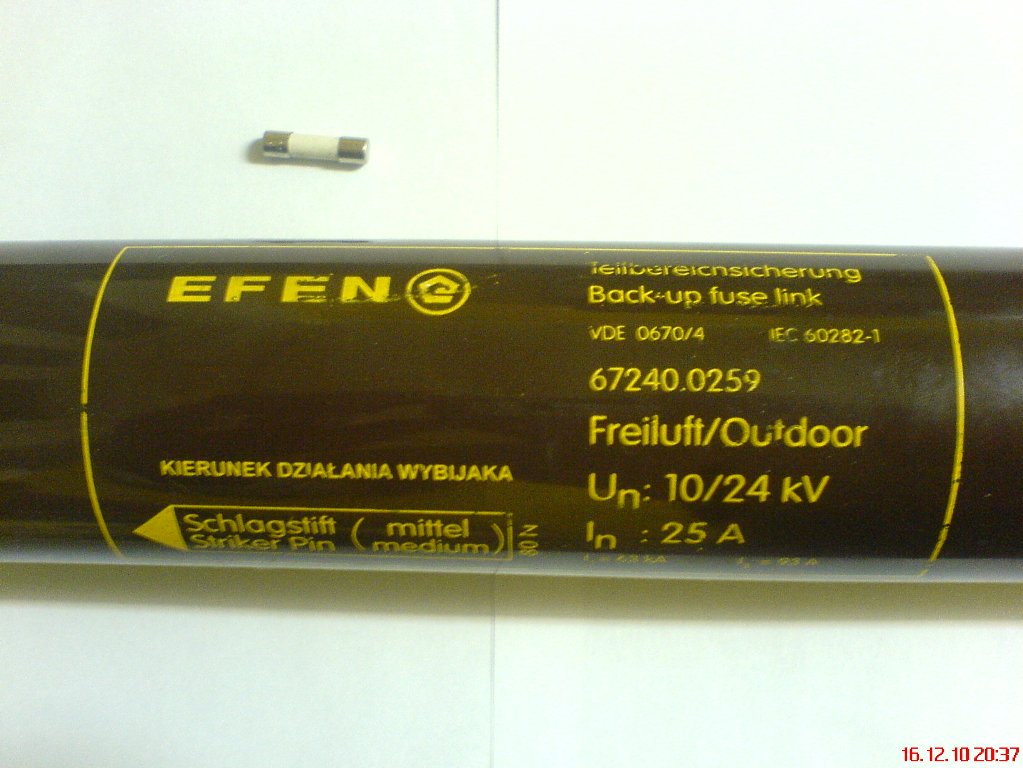 EFEN
Teilbereichsicherung
Back-up fuse link
VDE 0670/4 IEC 60282-1
67240.0259
Freiluft/Outdoor
Un: 10/24 kV
In : 25 A
KIERUNEK DZIAŁANIA WYBIJAKA
Schlagstift (mittel
Striker Pin medium)
80 N
16.12.10 20:37